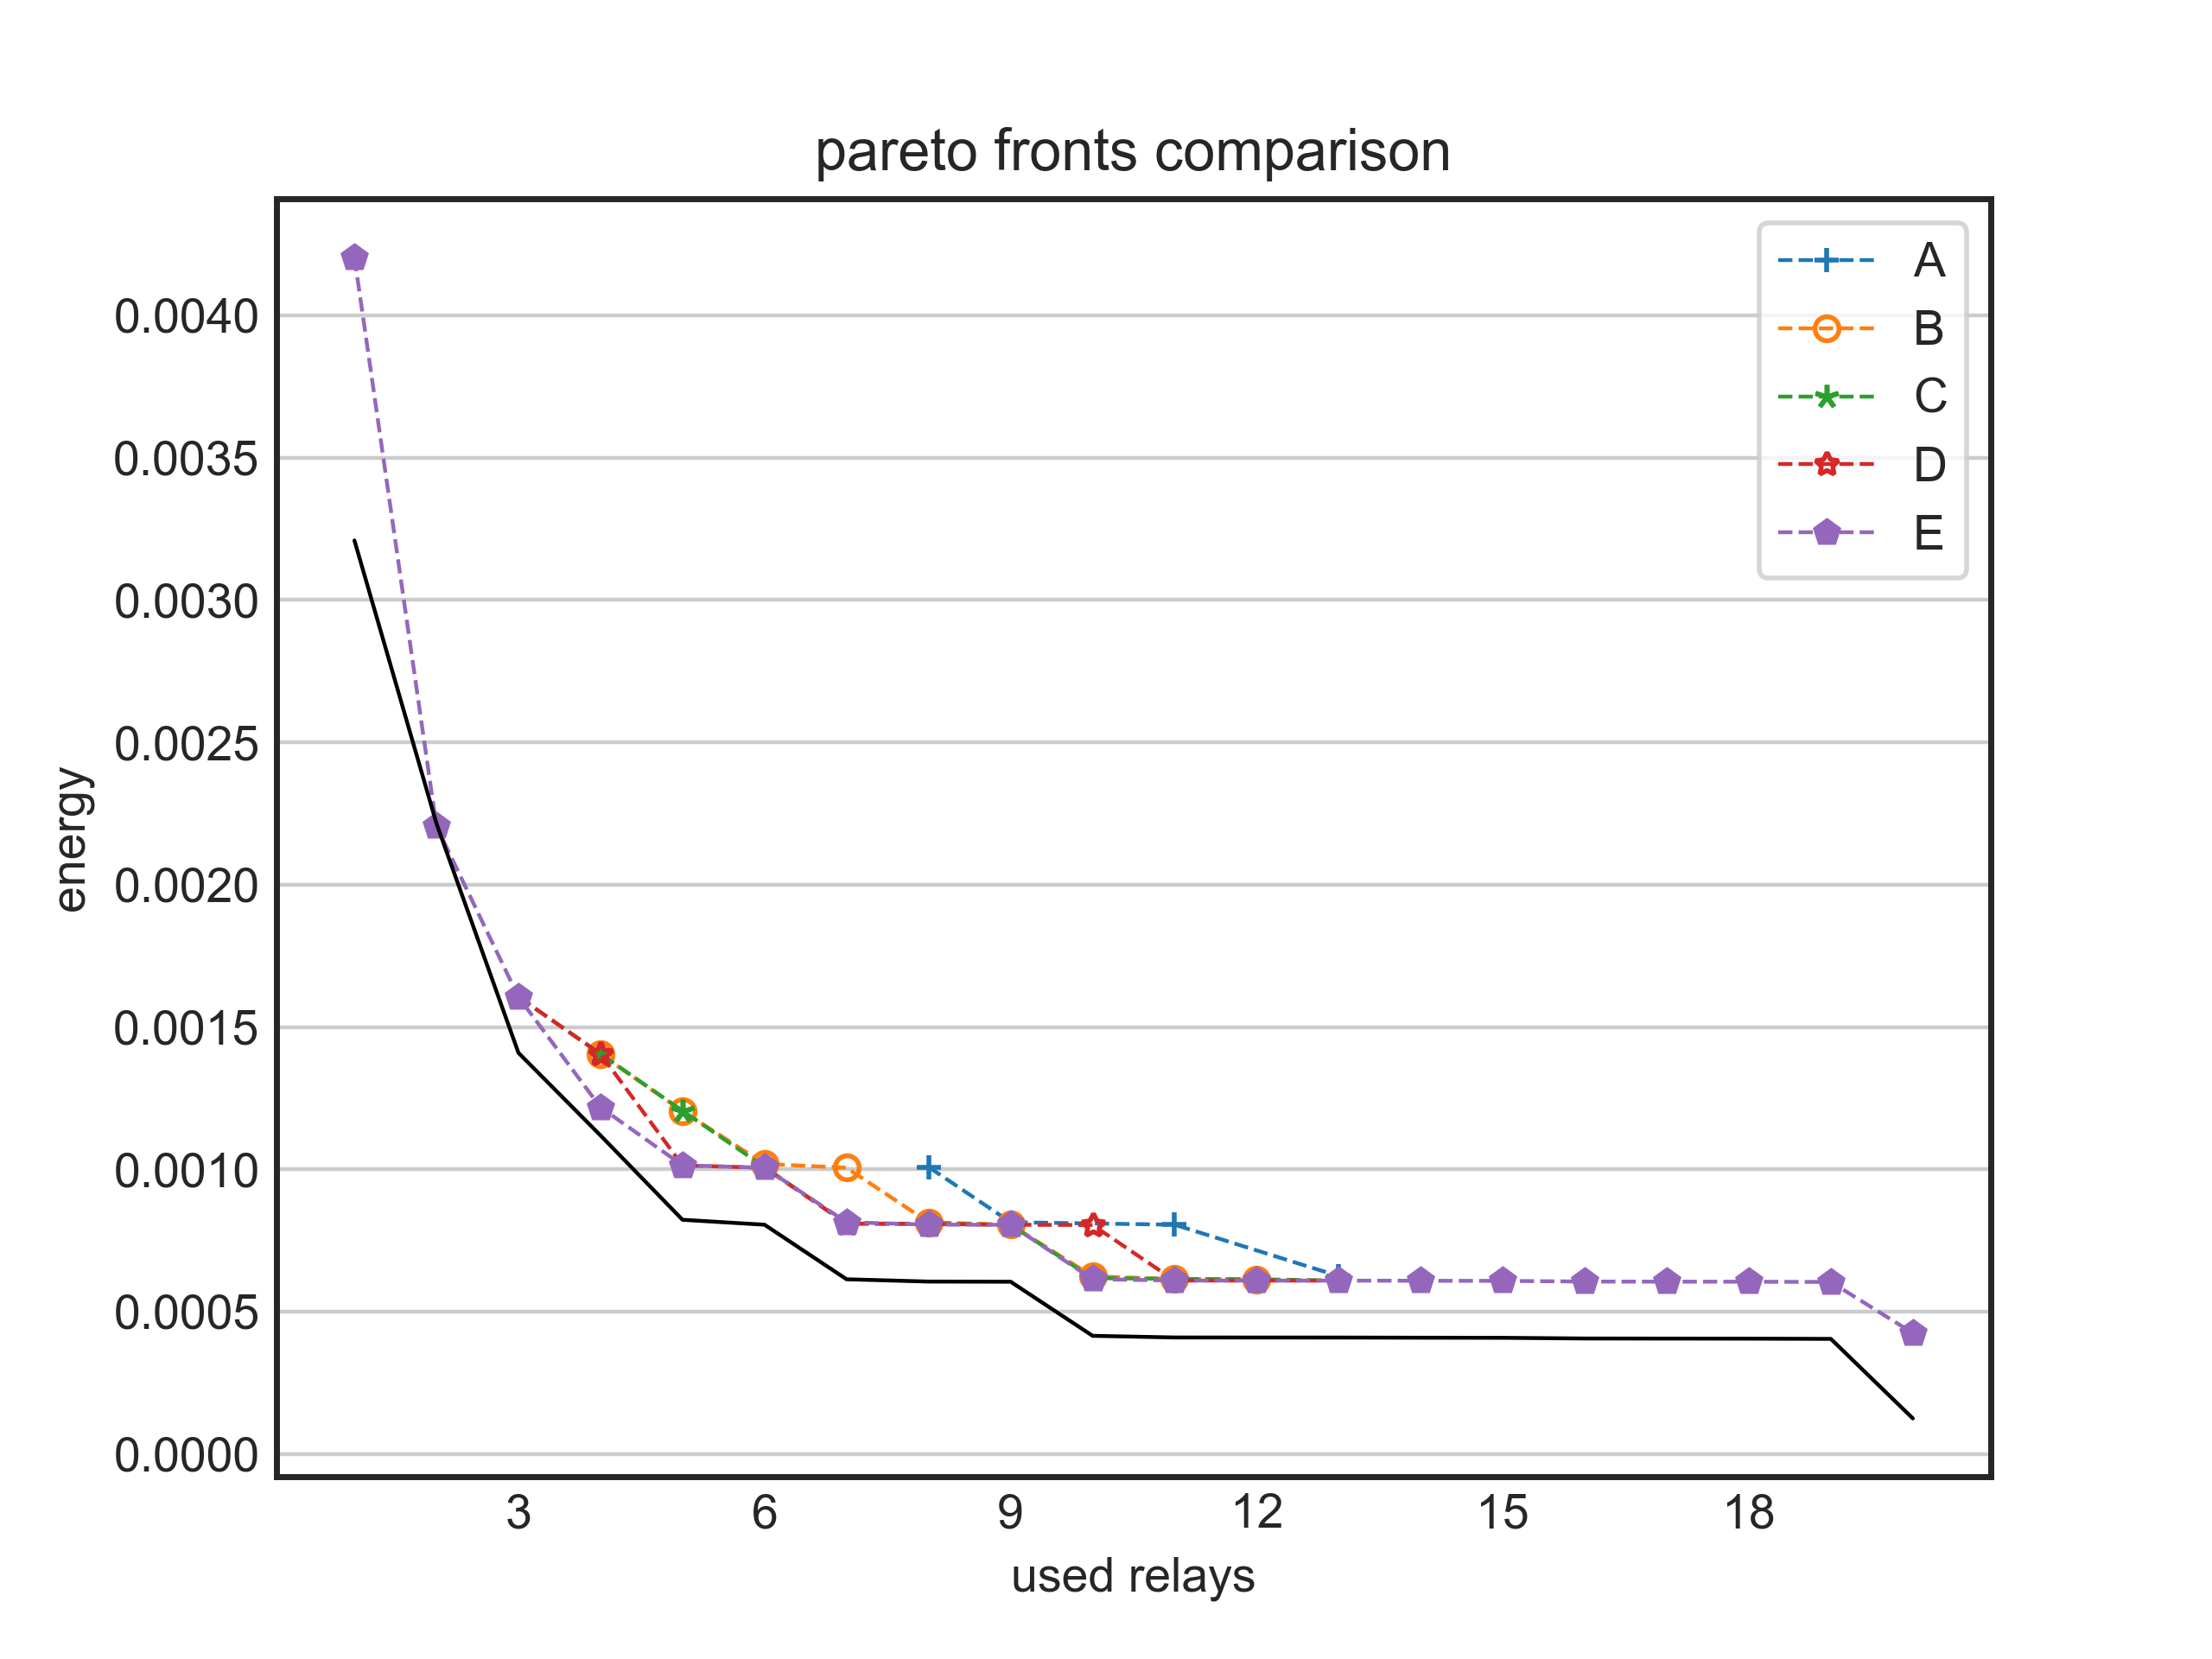 pareto fronts comparison
A
B
C
D
E
energy
0.0040
0.0035
0.0030
0.0025
0.0020
0.0015
0.0010
0.0005
0.0000
3 6 9 12 15 18
used relays